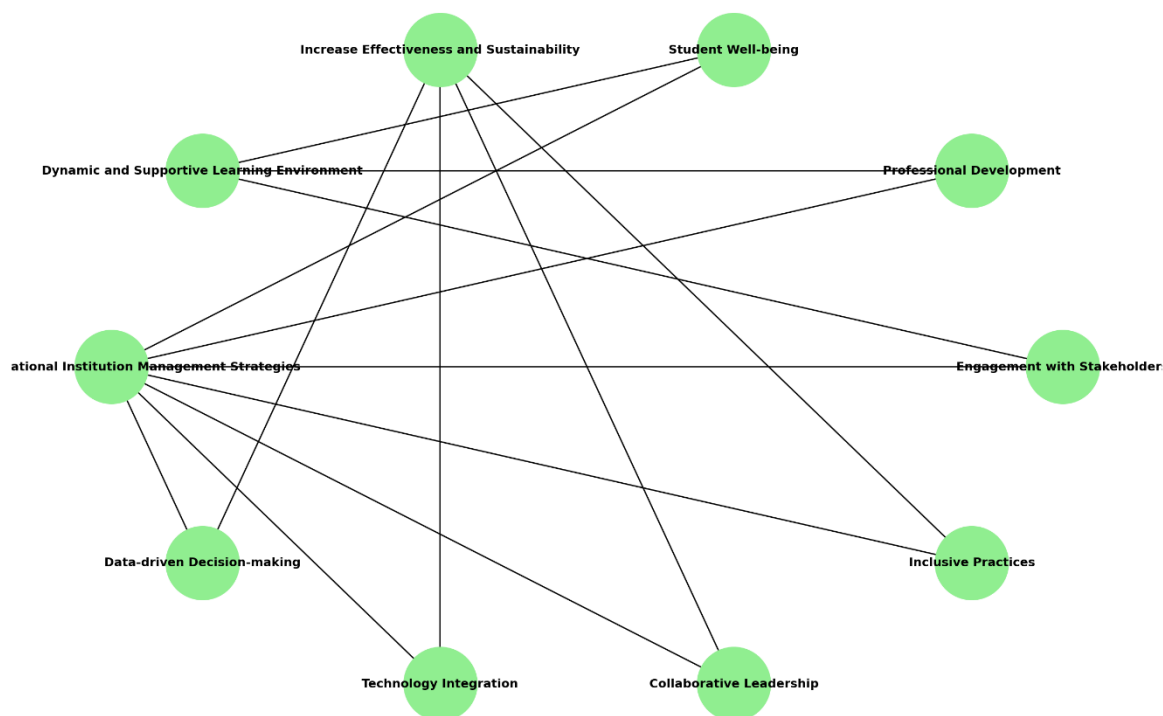 Increase Effectiveness and Sustainability
Student Well-being
Dynamic and Supportive Learning Environment
Professional Development
ational Institution Management Strategies
Engagement with Stakeholder
Data-driven Decision-making
Inclusive Practices
Technology Integration
Collaborative Leadership